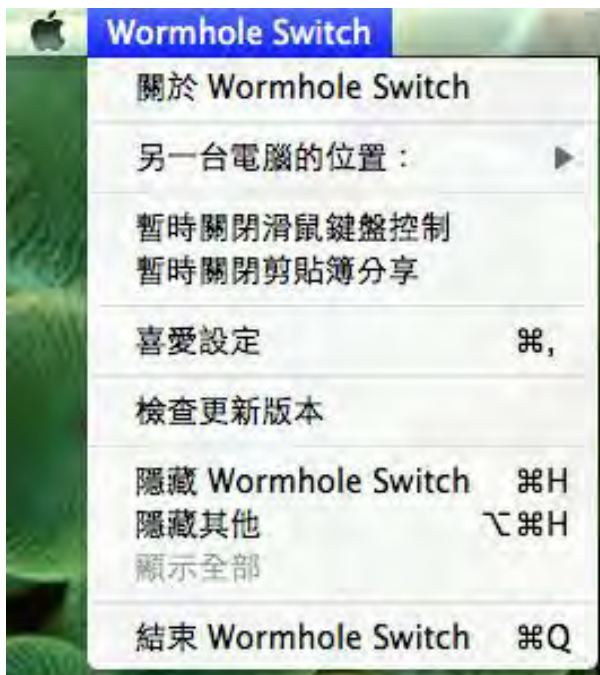 Wormhole Switch
關於 Wormhole Switch
另一台電腦的位置：
暫時關閉滑鼠鍵盤控制
暫時關閉剪貼簿分享
喜愛設定 ⌘,
檢查更新版本
隱藏 Wormhole Switch ⌘H
隱藏其他 ⌥⌘H
顯示全部
結束 Wormhole Switch ⌘Q